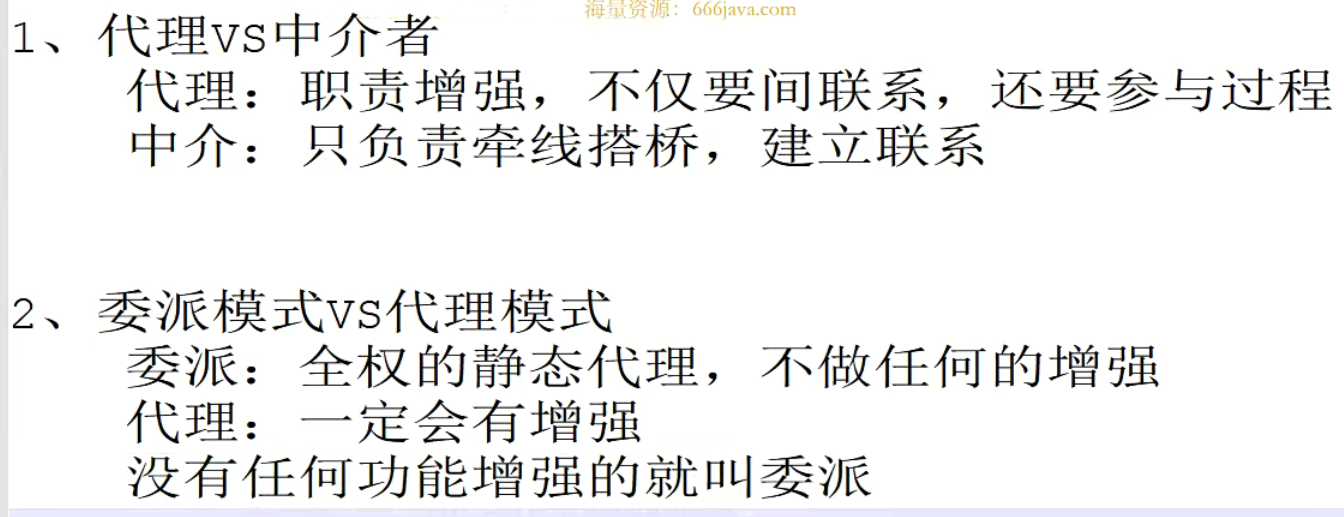 海量资源：666java.com
1、代理vs中介者
代理：职责增强，不仅要间联系，还要参与过程
中介：只负责牵线搭桥，建立联系
2、委派模式vs代理模式
委派：全权的静态代理，不做任何的增强
代理：一定会有增强
没有任何功能增强的就叫委派